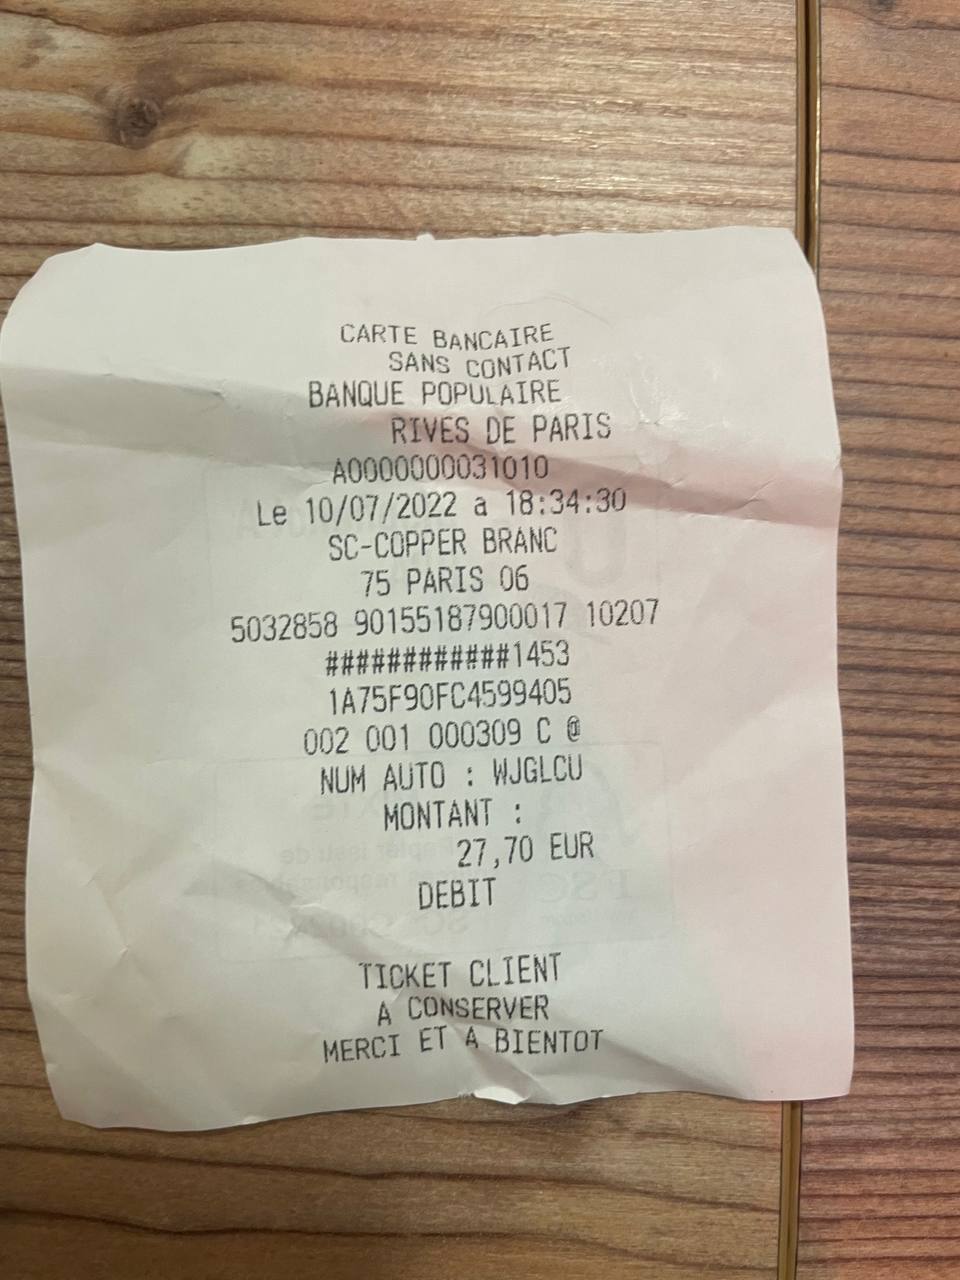 CARTE BANCAIRE
SANS CONTACT
BANQUE POPULAIRE
RIVES DE PARIS
A0000000031010
Le 10/07/2022 a 18:34:30
SC-COPPER BRANC
75 PARIS 06
5032858 90155187900017 10207
############1453
1A75F90FC4599405
002 001 000309 C @
NUM AUTO : WJGLCU
MONTANT :
27,70 EUR
DEBIT
TICKET CLIENT
A CONSERVER
MERCI ET A BIENTOT